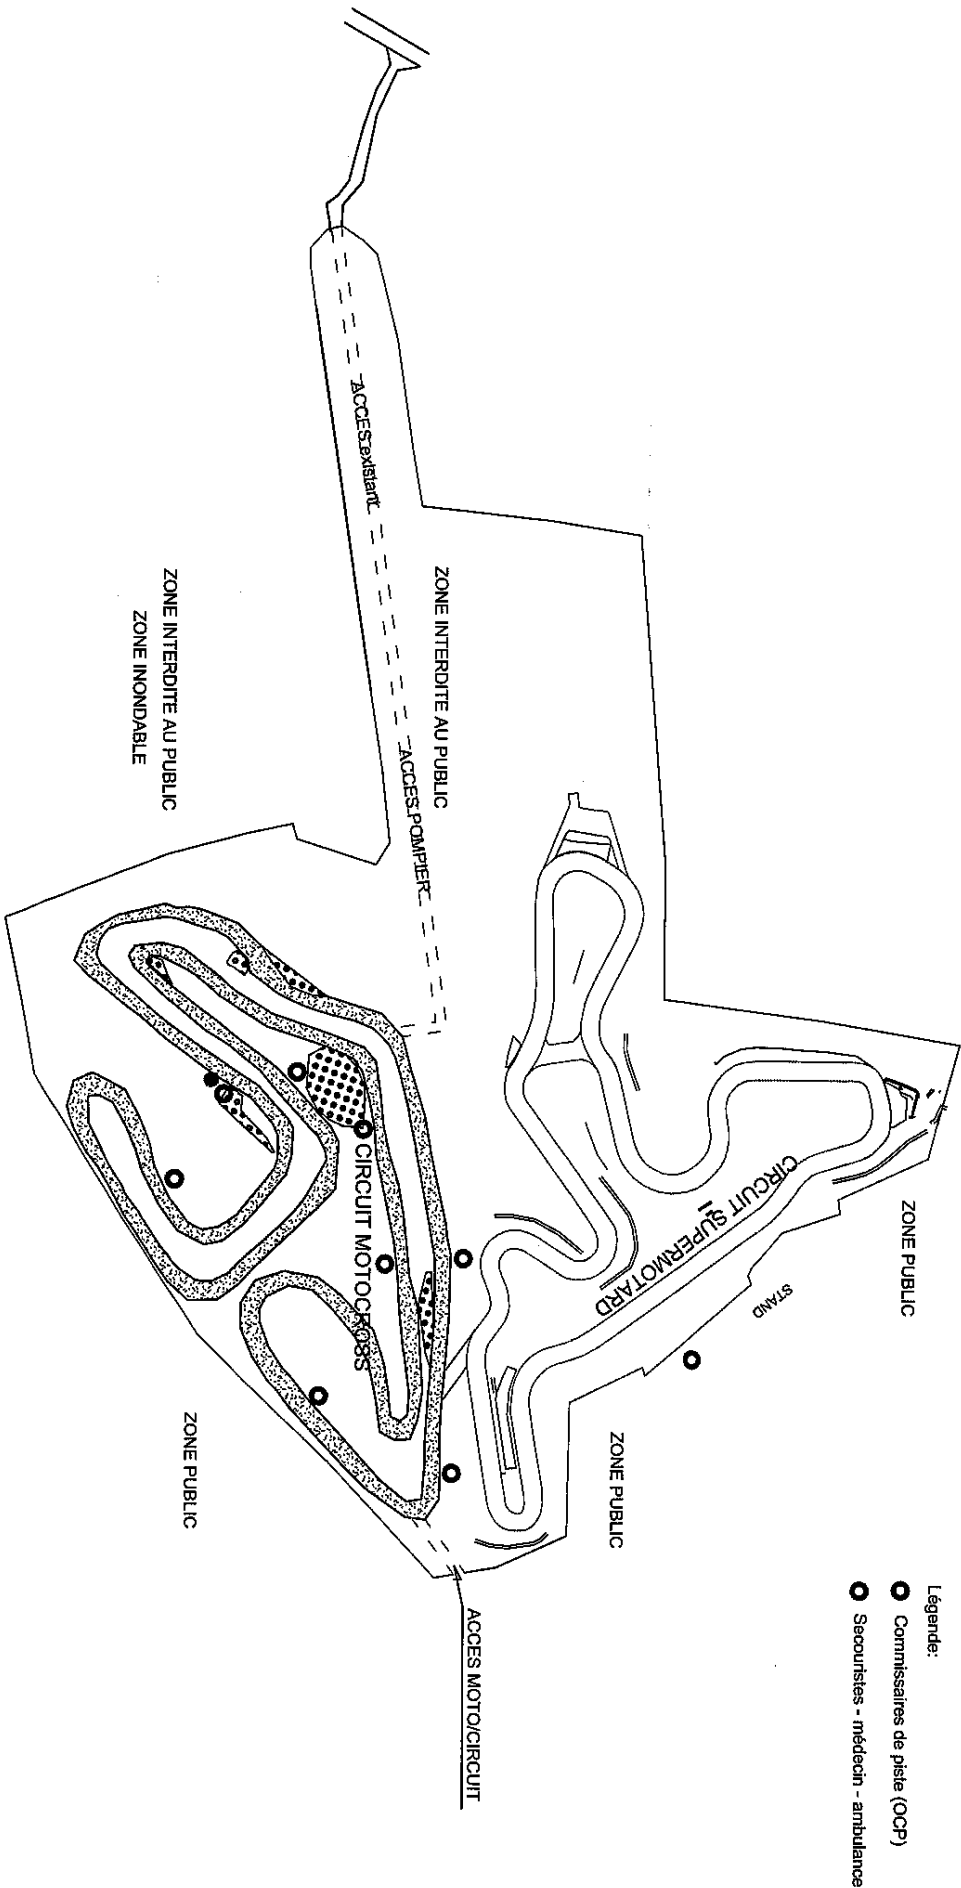 Légende:
Commissaires de piste (OCP)
Secouristes - médecin - ambulance
ZONE PUBLIC
STAND
CIRCUIT SUPERMOTARD
ZONE PUBLIC
ACCES MOTO/CIRCUIT
ZONE INTERDITE AU PUBLIC
ACCES existant
ACCES POMPIER
CIRCUIT MOTOCROSS
ZONE INTERDITE AU PUBLIC
ZONE INONDABLE
ZONE PUBLIC